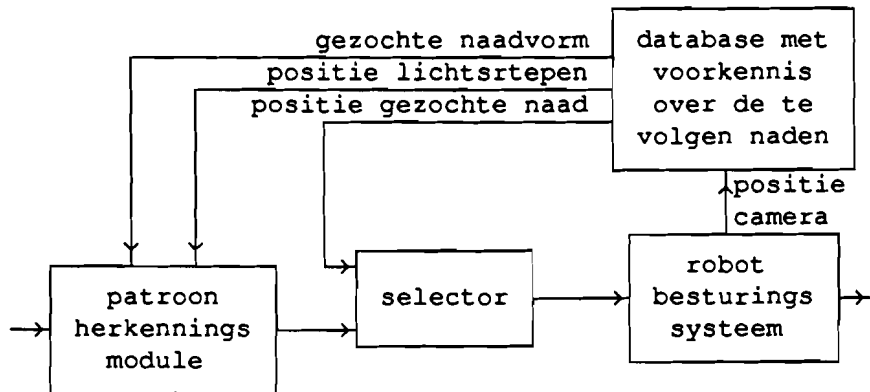 gezochte naadvorm
positie lichtsrtepen
positie gezochte naad
database met
voorkennis
over de te
volgen naden
positie
camera
patroon
herkennings
module
selector
robot
besturings
systeem